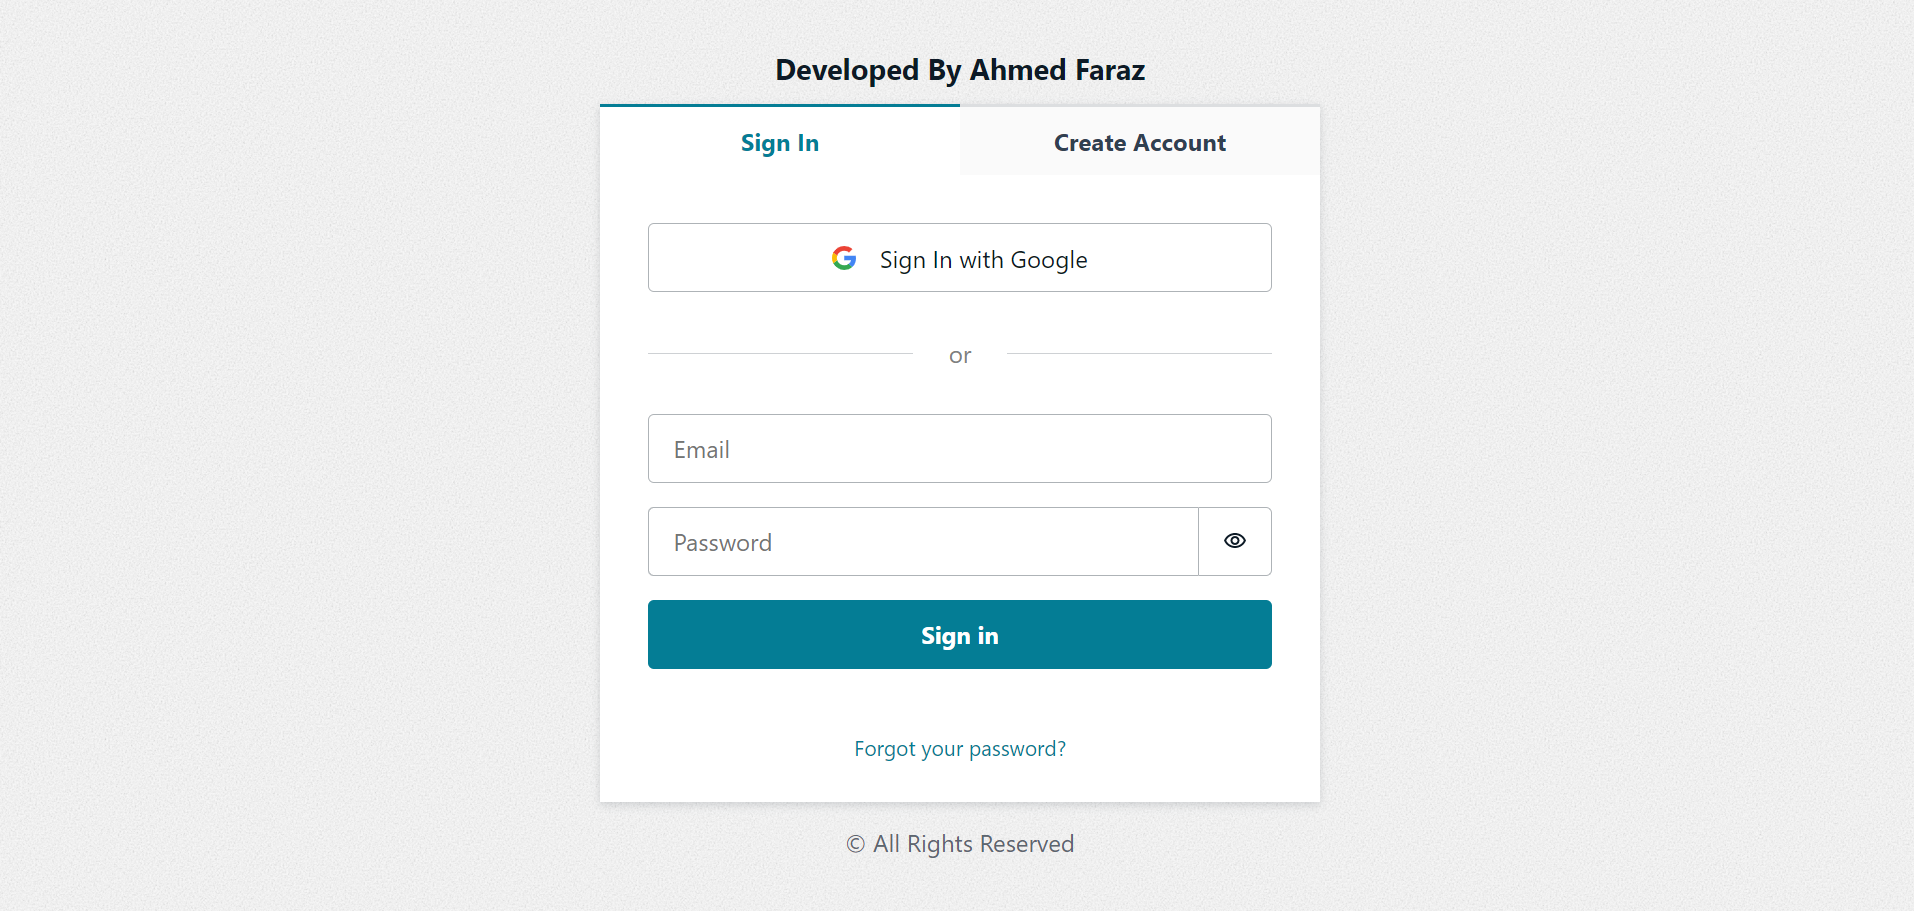 Developed By Ahmed Faraz
Sign In
Create Account
Sign In with Google
or
Email
Password
Sign in
Forgot your password?
© All Rights Reserved